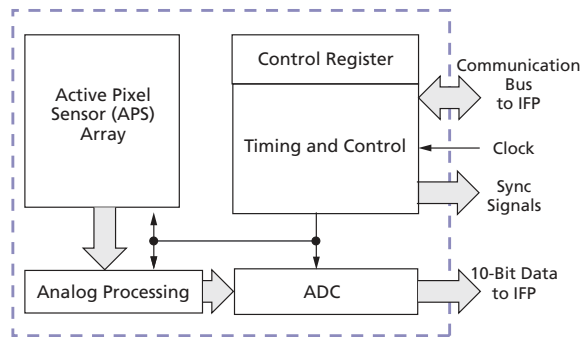 Active Pixel
Sensor (APS)
Array
Control Register
Timing and Control
Communication
Bus
to IFP
Clock
Sync
Signals
Analog Processing
ADC
10-Bit Data
to IFP